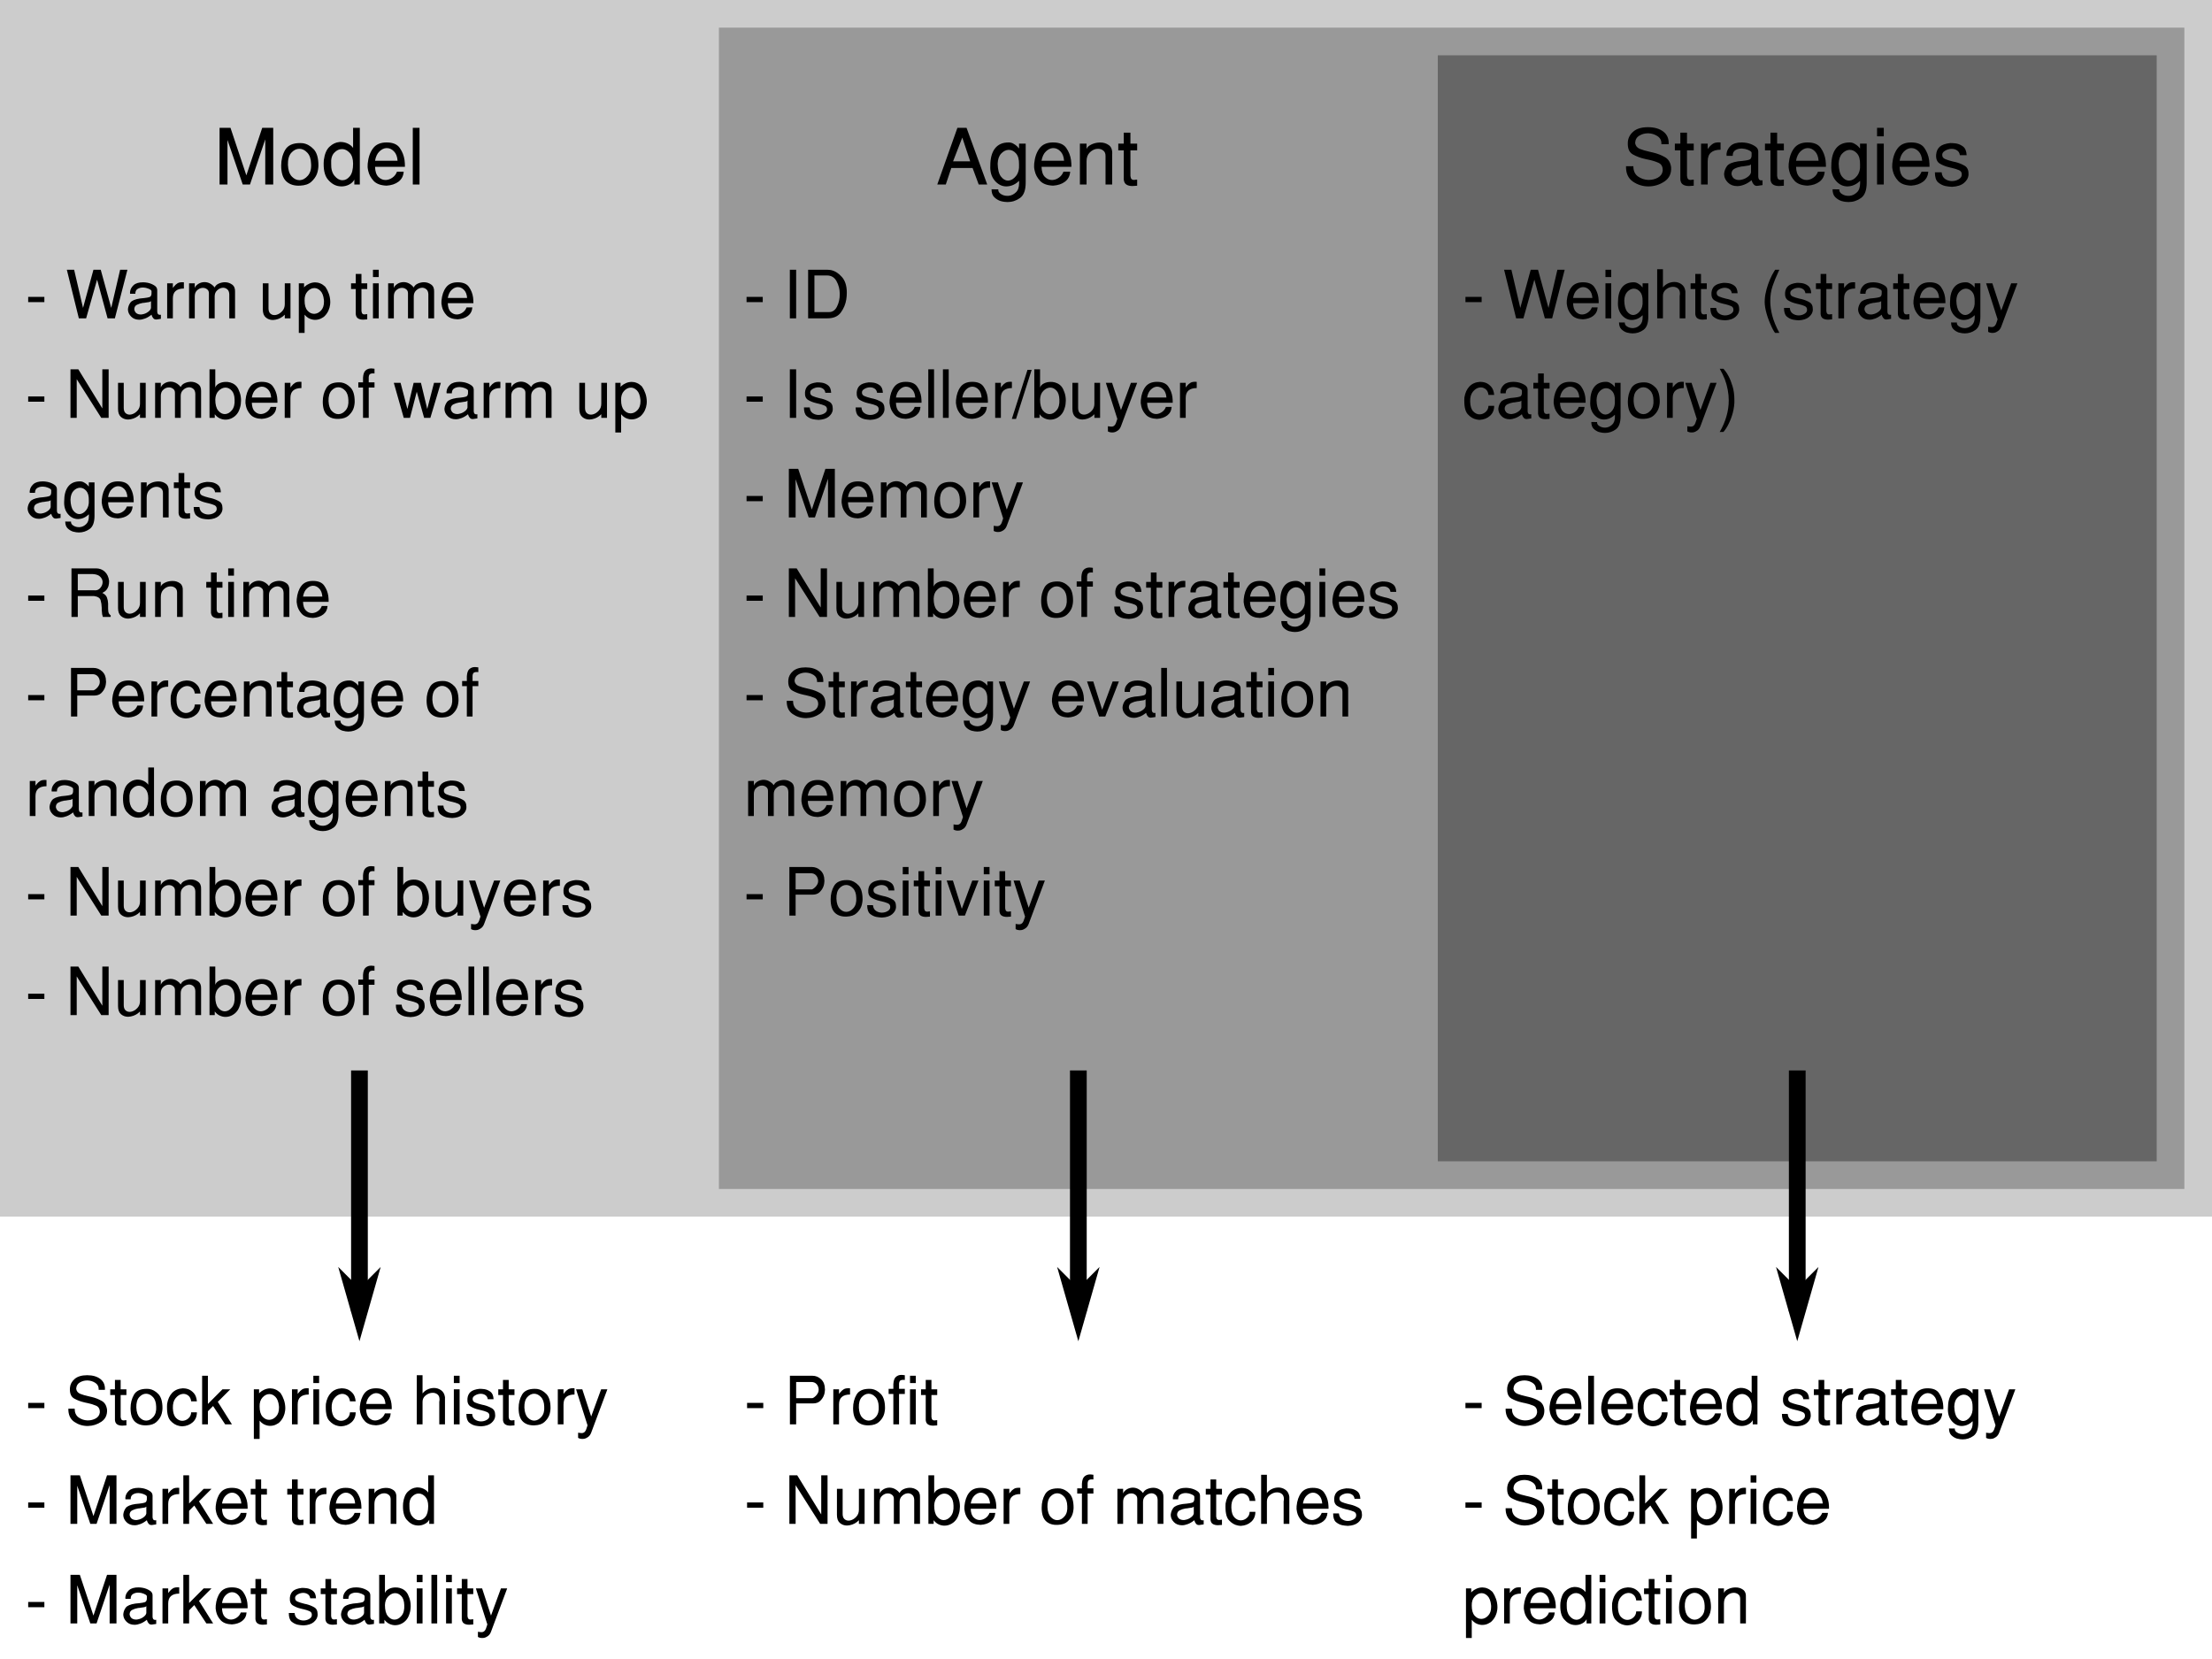 Model
- Warm up time
- Number of warm up
agents
- Run time
- Percentage of
random agents
- Number of buyers
- Number of sellers
Agent
- ID
- Is seller/buyer
- Memory
- Number of strategies
- Strategy evaluation
memory
- Positivity
Strategies
- Weights (strategy
category)
- Stock price history
- Market trend
- Market stability
- Profit
- Number of matches
- Selected strategy
- Stock price
prediction